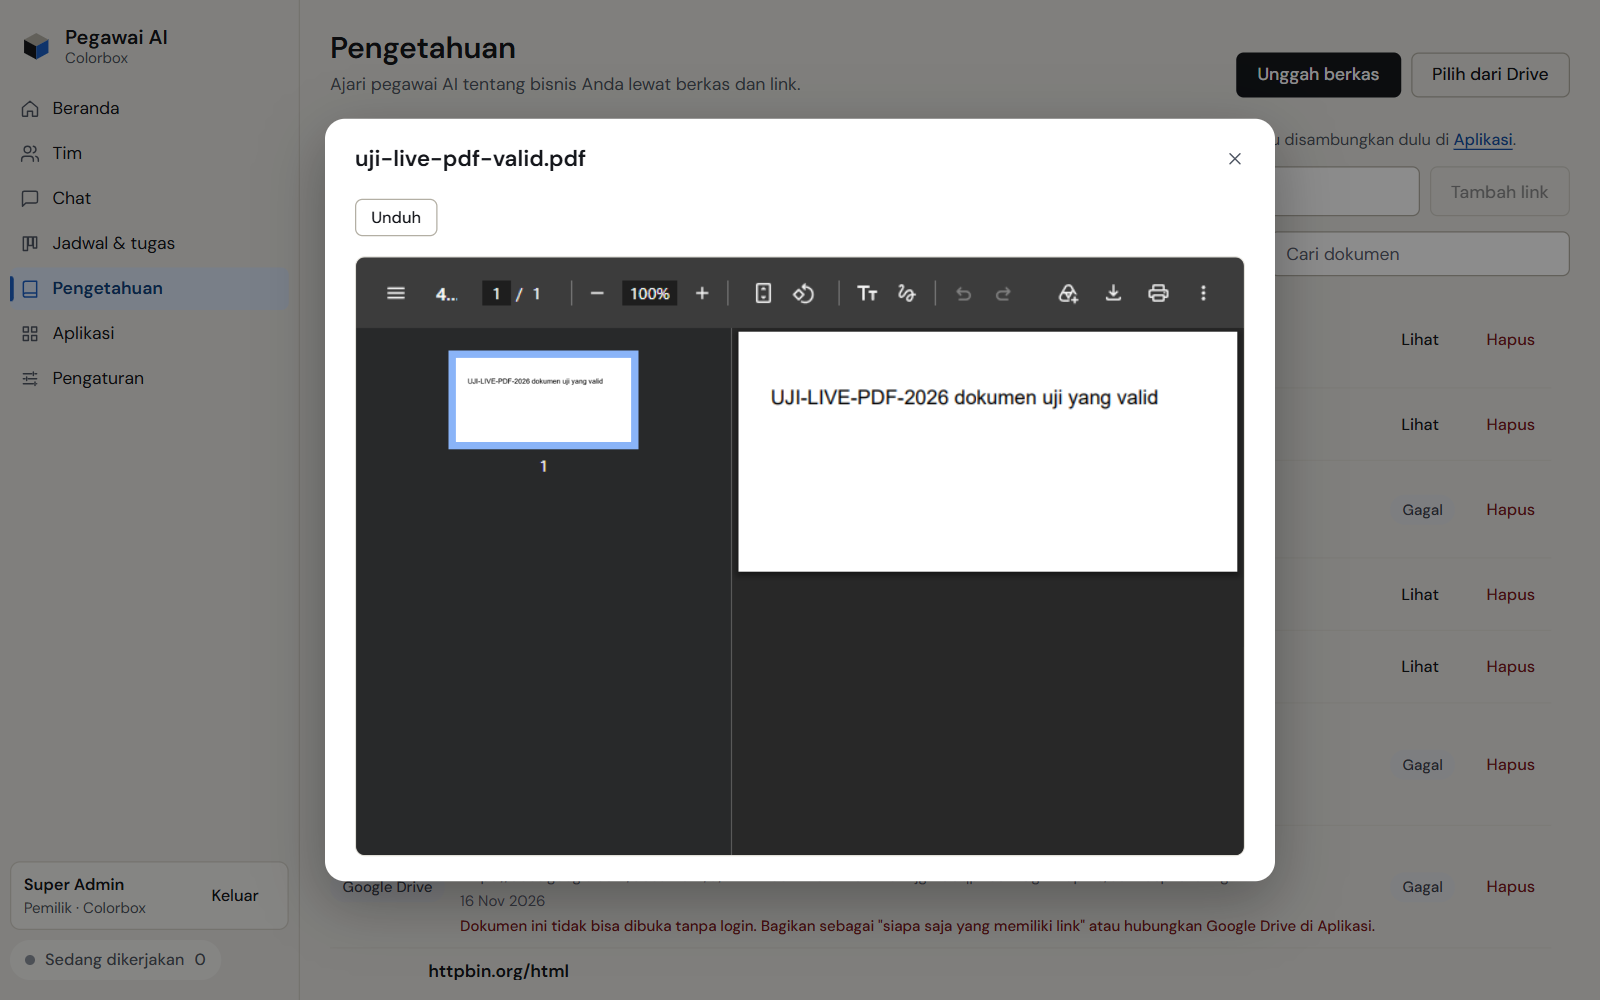 Pegawai AI
Colorbox
Beranda
Tim
Chat
Jadwal & tugas
Pengetahuan
Aplikasi
Pengaturan
Super Admin
Pemilik · Colorbox
Keluar
Sedang dikerjakan 0
Pengetahuan
Ajari pegawai AI tentang bisnis Anda lewat berkas dan link.
Unggah berkas
Pilih dari Drive
disambungkan dulu di Aplikasi.
Tambah link
Cari dokumen
uji-live-pdf-valid.pdf
Unduh
4...
1 / 1
100%
UJI-LIVE-PDF-2026 dokumen uji yang valid
1
UJI-LIVE-PDF-2026 dokumen uji yang valid
Lihat Hapus
Lihat Hapus
Gagal Hapus
Lihat Hapus
Lihat Hapus
Gagal Hapus
Google Drive
Gagal Hapus
16 Nov 2026
Dokumen ini tidak bisa dibuka tanpa login. Bagikan sebagai "siapa saja yang memiliki link" atau hubungkan Google Drive di Aplikasi.
httpbin.org/html